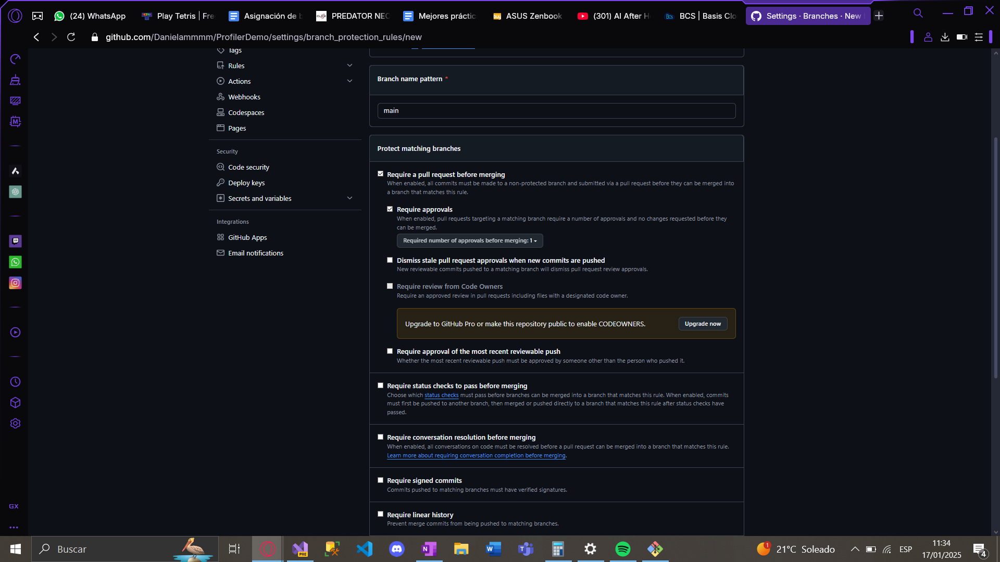 (24) WhatsApp
Play Tetris | Fre
Asignación de b
PREDATOR NEO
Mejores práctic
ASUS Zenbook
(301) AI After H
BCS | Basis Clo
Settings · Branches · New
github.com/Danielammmm/ProfilerDemo/settings/branch_protection_rules/new
Tags
Rules
Actions
Webhooks
Codespaces
Pages
Security
Code security
Deploy keys
Secrets and variables
Integrations
GitHub Apps
Email notifications
Branch name pattern *
main
Protect matching branches
Require a pull request before merging
When enabled, all commits must be made to a non-protected branch and submitted via a pull request before they can be merged into
a branch that matches this rule.
Require approvals
When enabled, pull requests targeting a matching branch require a number of approvals and no changes requested before they
can be merged.
Required number of approvals before merging: 1
Dismiss stale pull request approvals when new commits are pushed
New reviewable commits pushed to a matching branch will dismiss pull request review approvals.
Require review from Code Owners
Require an approved review in pull requests including files with a designated code owner.
Upgrade to GitHub Pro or make this repository public to enable CODEOWNERS.
Upgrade now
Require approval of the most recent reviewable push
Whether the most recent reviewable push must be approved by someone other than the person who pushed it.
Require status checks to pass before merging
Choose which status checks must pass before branches can be merged into a branch that matches this rule. When enabled, commits
must first be pushed to another branch, then merged or pushed directly to a branch that matches this rule after status checks have
passed.
Require conversation resolution before merging
When enabled, all conversations on code must be resolved before a pull request can be merged into a branch that matches this rule.
Learn more about requiring conversation completion before merging.
Require signed commits
Commits pushed to matching branches must have verified signatures.
Require linear history
Prevent merge commits from being pushed to matching branches.
GX
Buscar
PRE
1
21°C Soleado
ESP
11:34
17/01/2025
4